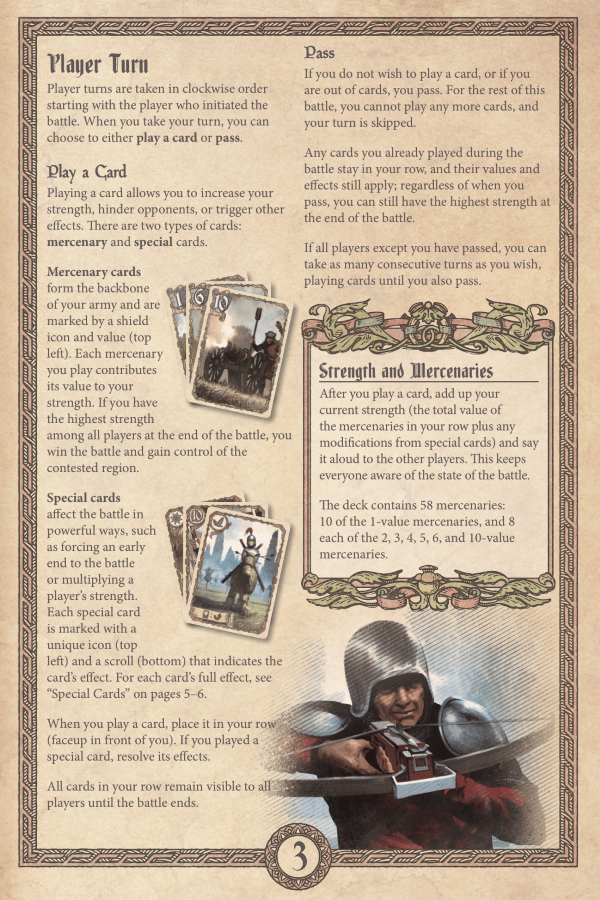 Player Turn
Player turns are taken in clockwise order
starting with the player who initiated the
battle. When you take your turn, you can
choose to either play a card or pass.
Play a Card
Playing a card allows you to increase your
strength, hinder opponents, or trigger other
effects. There are two types of cards:
mercenary and special cards.
Mercenary cards
form the backbone
of your army and are
marked by a shield
icon and value (top
left). Each mercenary
you play contributes
its value to your
strength. If you have
the highest strength
among all players at the end of the battle, you
win the battle and gain control of the
contested region.
1 6 10
Special cards
affect the battle in
powerful ways, such
as forcing an early
end to the battle
or multiplying a
player's strength.
Each special card
is marked with a
unique icon (top
left) and a scroll (bottom) that indicates the
card's effect. For each card's full effect, see
“Special Cards” on pages 5–6.
When you play a card, place it in your row
(faceup in front of you). If you played a
special card, resolve its effects.
All cards in your row remain visible to all
players until the battle ends.
Pass
If you do not wish to play a card, or if you
are out of cards, you pass. For the rest of this
battle, you cannot play any more cards, and
your turn is skipped.
Any cards you already played during the
battle stay in your row, and their values and
effects still apply; regardless of when you
pass, you can still have the highest strength at
the end of the battle.
If all players except you have passed, you can
take as many consecutive turns as you wish,
playing cards until you also pass.
Strength and Mercenaries
After you play a card, add up your
current strength (the total value of
the mercenaries in your row plus any
modifications from special cards) and say
it aloud to the other players. This keeps
everyone aware of the state of the battle.
The deck contains 58 mercenaries:
10 of the 1-value mercenaries, and 8
each of the 2, 3, 4, 5, 6, and 10-value
mercenaries.
3